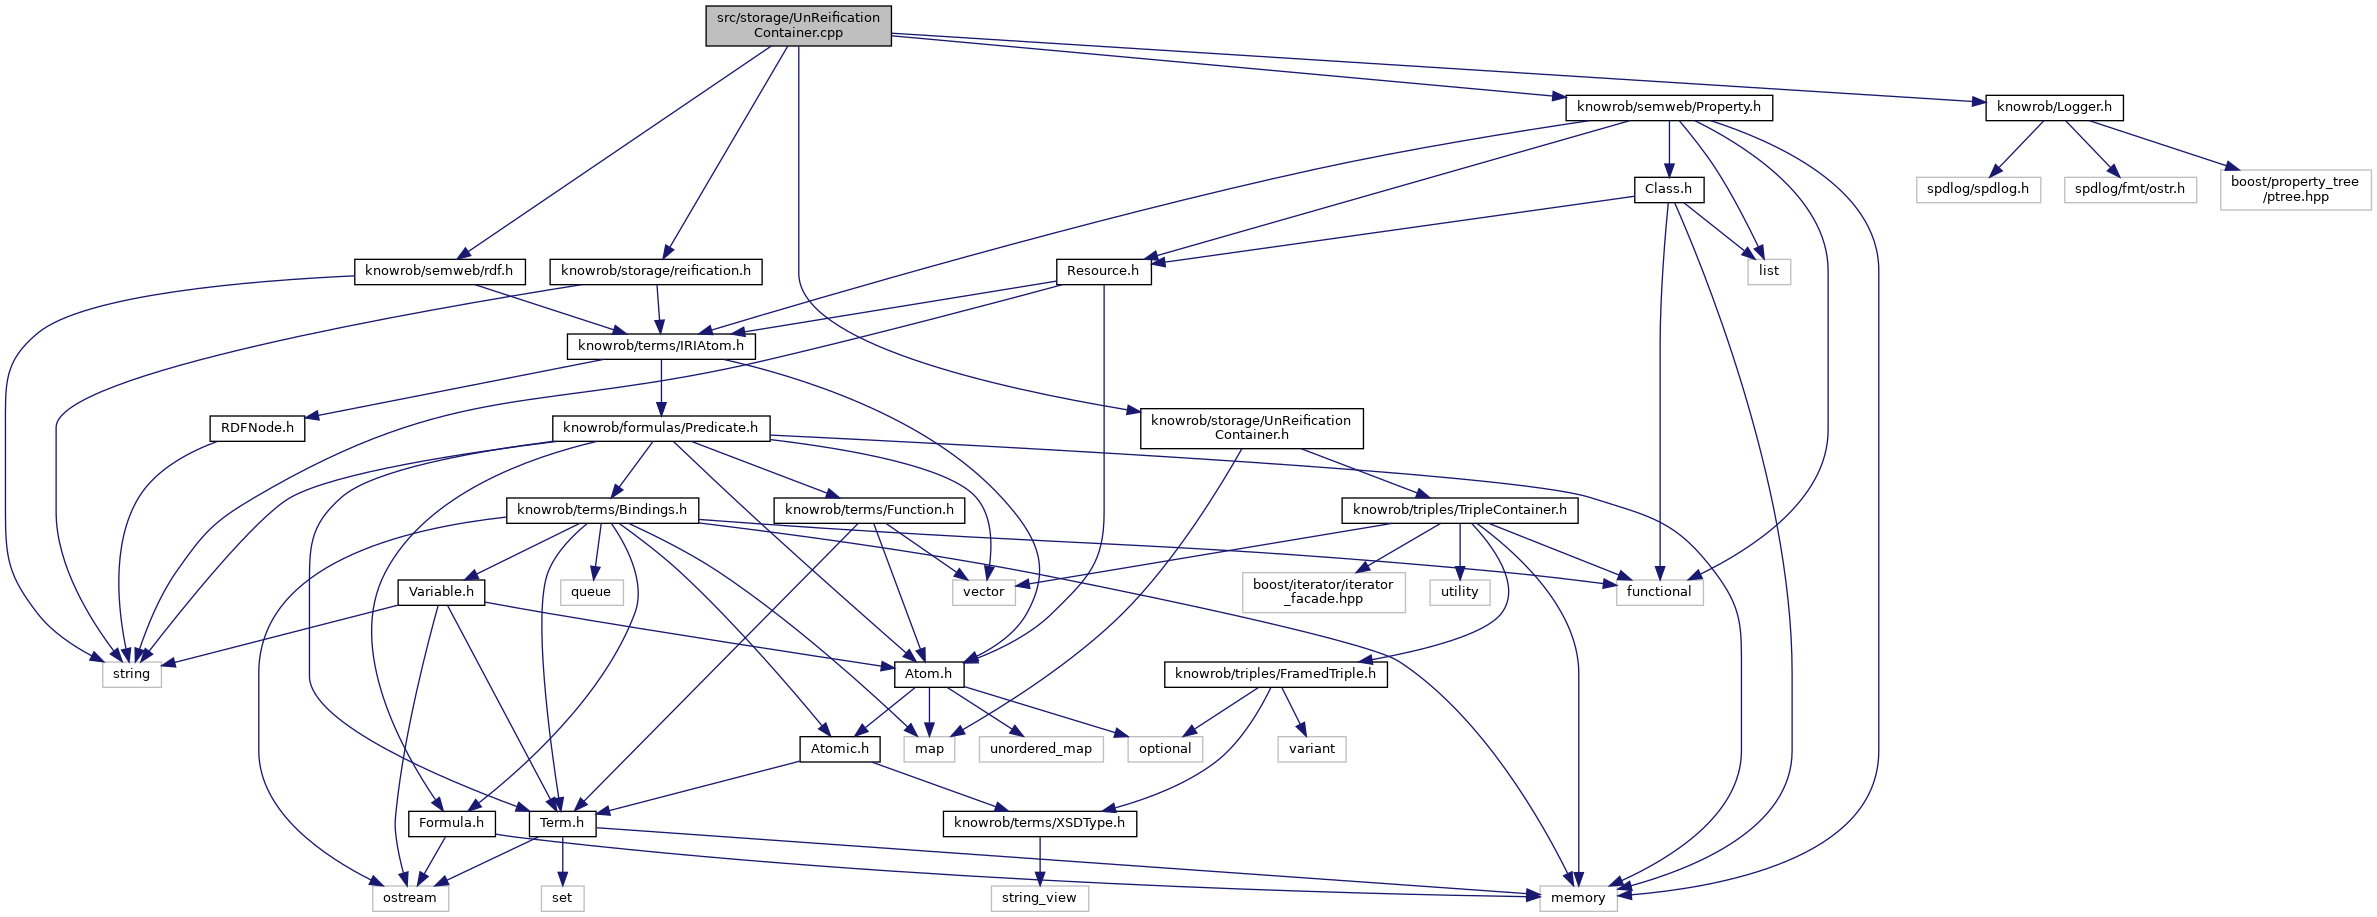 src/storage/UnReification
Container.cpp
knowrob/semweb/Property.h
knowrob/Logger.h
Class.h
spdlog/spdlog.h
spdlog/fmt/ostr.h
boost/property_tree
/ptree.hpp
knowrob/semweb/rdf.h
knowrob/storage/reification.h
Resource.h
list
knowrob/terms/IRIAtom.h
RDFNode.h
knowrob/formulas/Predicate.h
knowrob/storage/UnReification
Container.h
knowrob/terms/Bindings.h
knowrob/terms/Function.h
knowrob/triples/TripleContainer.h
Variable.h
queue
vector
boost/iterator/iterator
_facade.hpp
utility
functional
string
Atom.h
knowrob/triples/FramedTriple.h
Atomic.h
map
unordered_map
optional
variant
Formula.h
Term.h
knowrob/terms/XSDType.h
ostream
set
string_view
memory